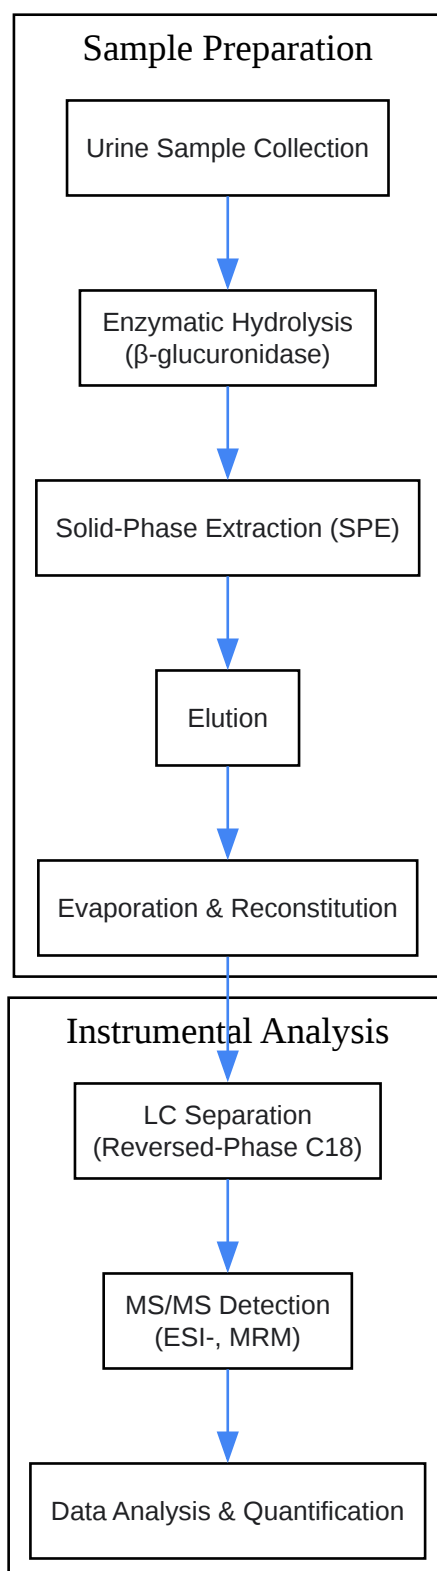 Sample Preparation
Urine Sample Collection
Enzymatic Hydrolysis
(β-glucuronidase)
Solid-Phase Extraction (SPE)
Elution
Evaporation & Reconstitution
Instrumental Analysis
LC Separation
(Reversed-Phase C18)
MS/MS Detection
(ESI-, MRM)
Data Analysis & Quantification